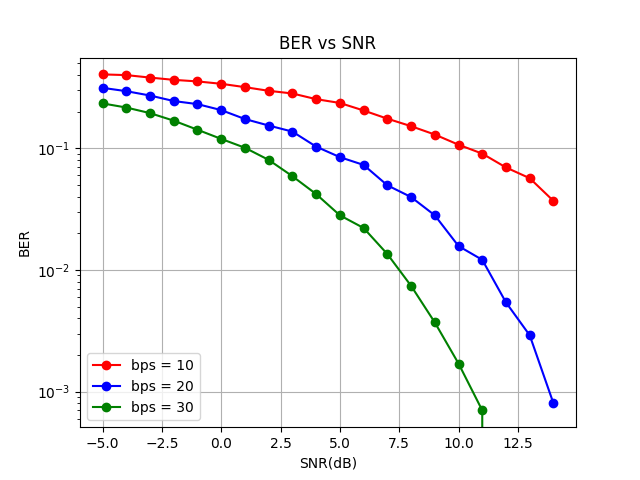 BER vs SNR
BER
10⁻¹
10⁻²
10⁻³
bps = 10
bps = 20
bps = 30
−5.0 −2.5 0.0 2.5 5.0 7.5 10.0 12.5
SNR(dB)